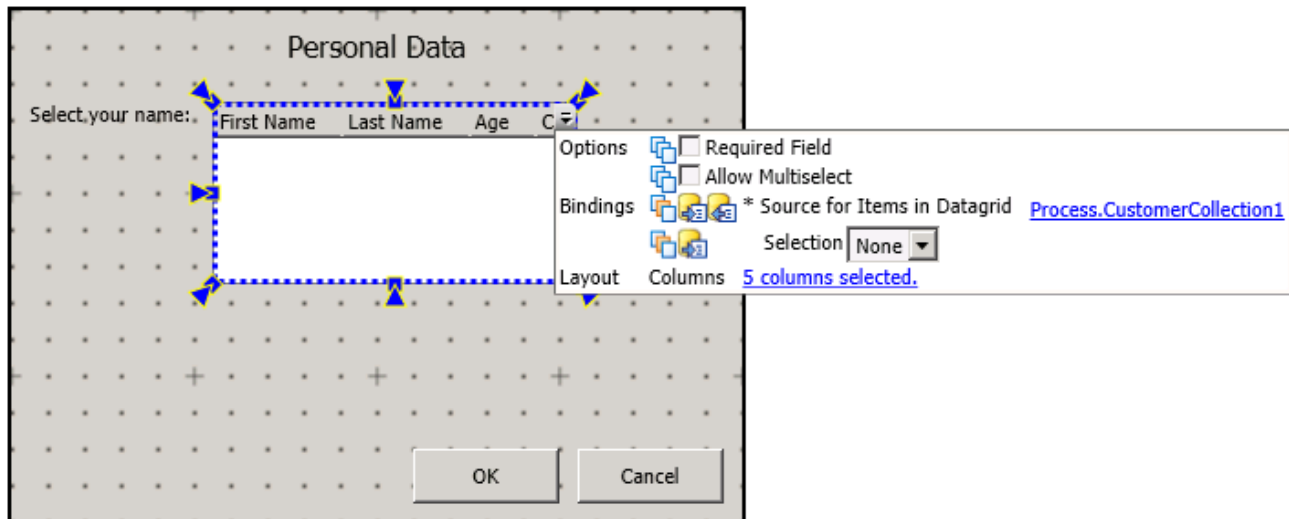 Personal Data
Select your name:
First Name Last Name Age C
Options Required Field
Allow Multiselect
Bindings * Source for Items in Datagrid Process.CustomerCollection1
Selection None
Layout Columns 5 columns selected.
OK Cancel